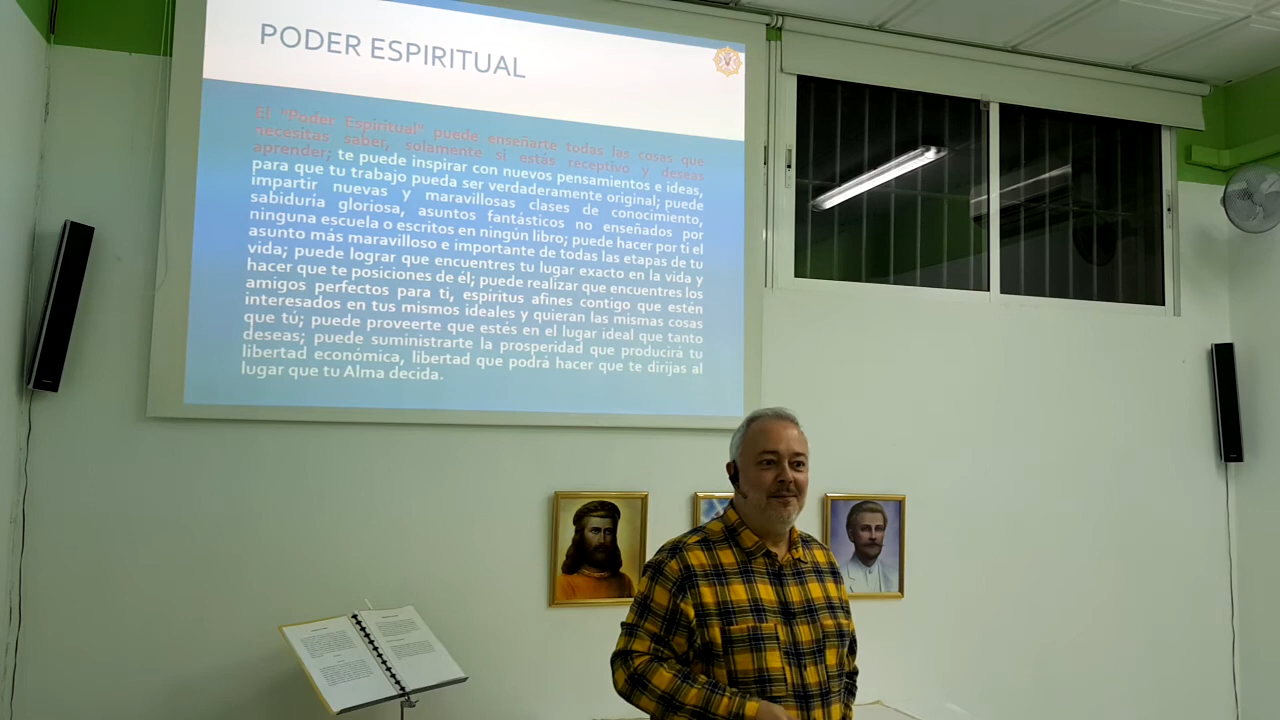 PODER ESPIRITUAL
El "Poder Espiritual" puede enseñarte todas las cosas que
necesitas saber, solamente si estás receptivo y deseas
aprender; te puede inspirar con nuevos pensamientos e ideas,
para que tu trabajo pueda ser verdaderamente original; puede
impartir nuevas y maravillosas clases de conocimiento,
sabiduría gloriosa, asuntos fantásticos no enseñados por
ninguna escuela o escritos en ningún libro; puede hacer por ti el
asunto más maravilloso e importante de todas las etapas de tu
vida; puede lograr que encuentres tu lugar exacto en la vida y
hacer que te posiciones de él; puede realizar que encuentres los
amigos perfectos para ti, espíritus afines contigo que estén
interesados en tus mismos ideales y quieran las mismas cosas
que tú; puede proveerte que estés en el lugar ideal que tanto
deseas; puede suministrarte la prosperidad que producirá tu
libertad económica, libertad que podrá hacer que te dirijas al
lugar que tu Alma decida.